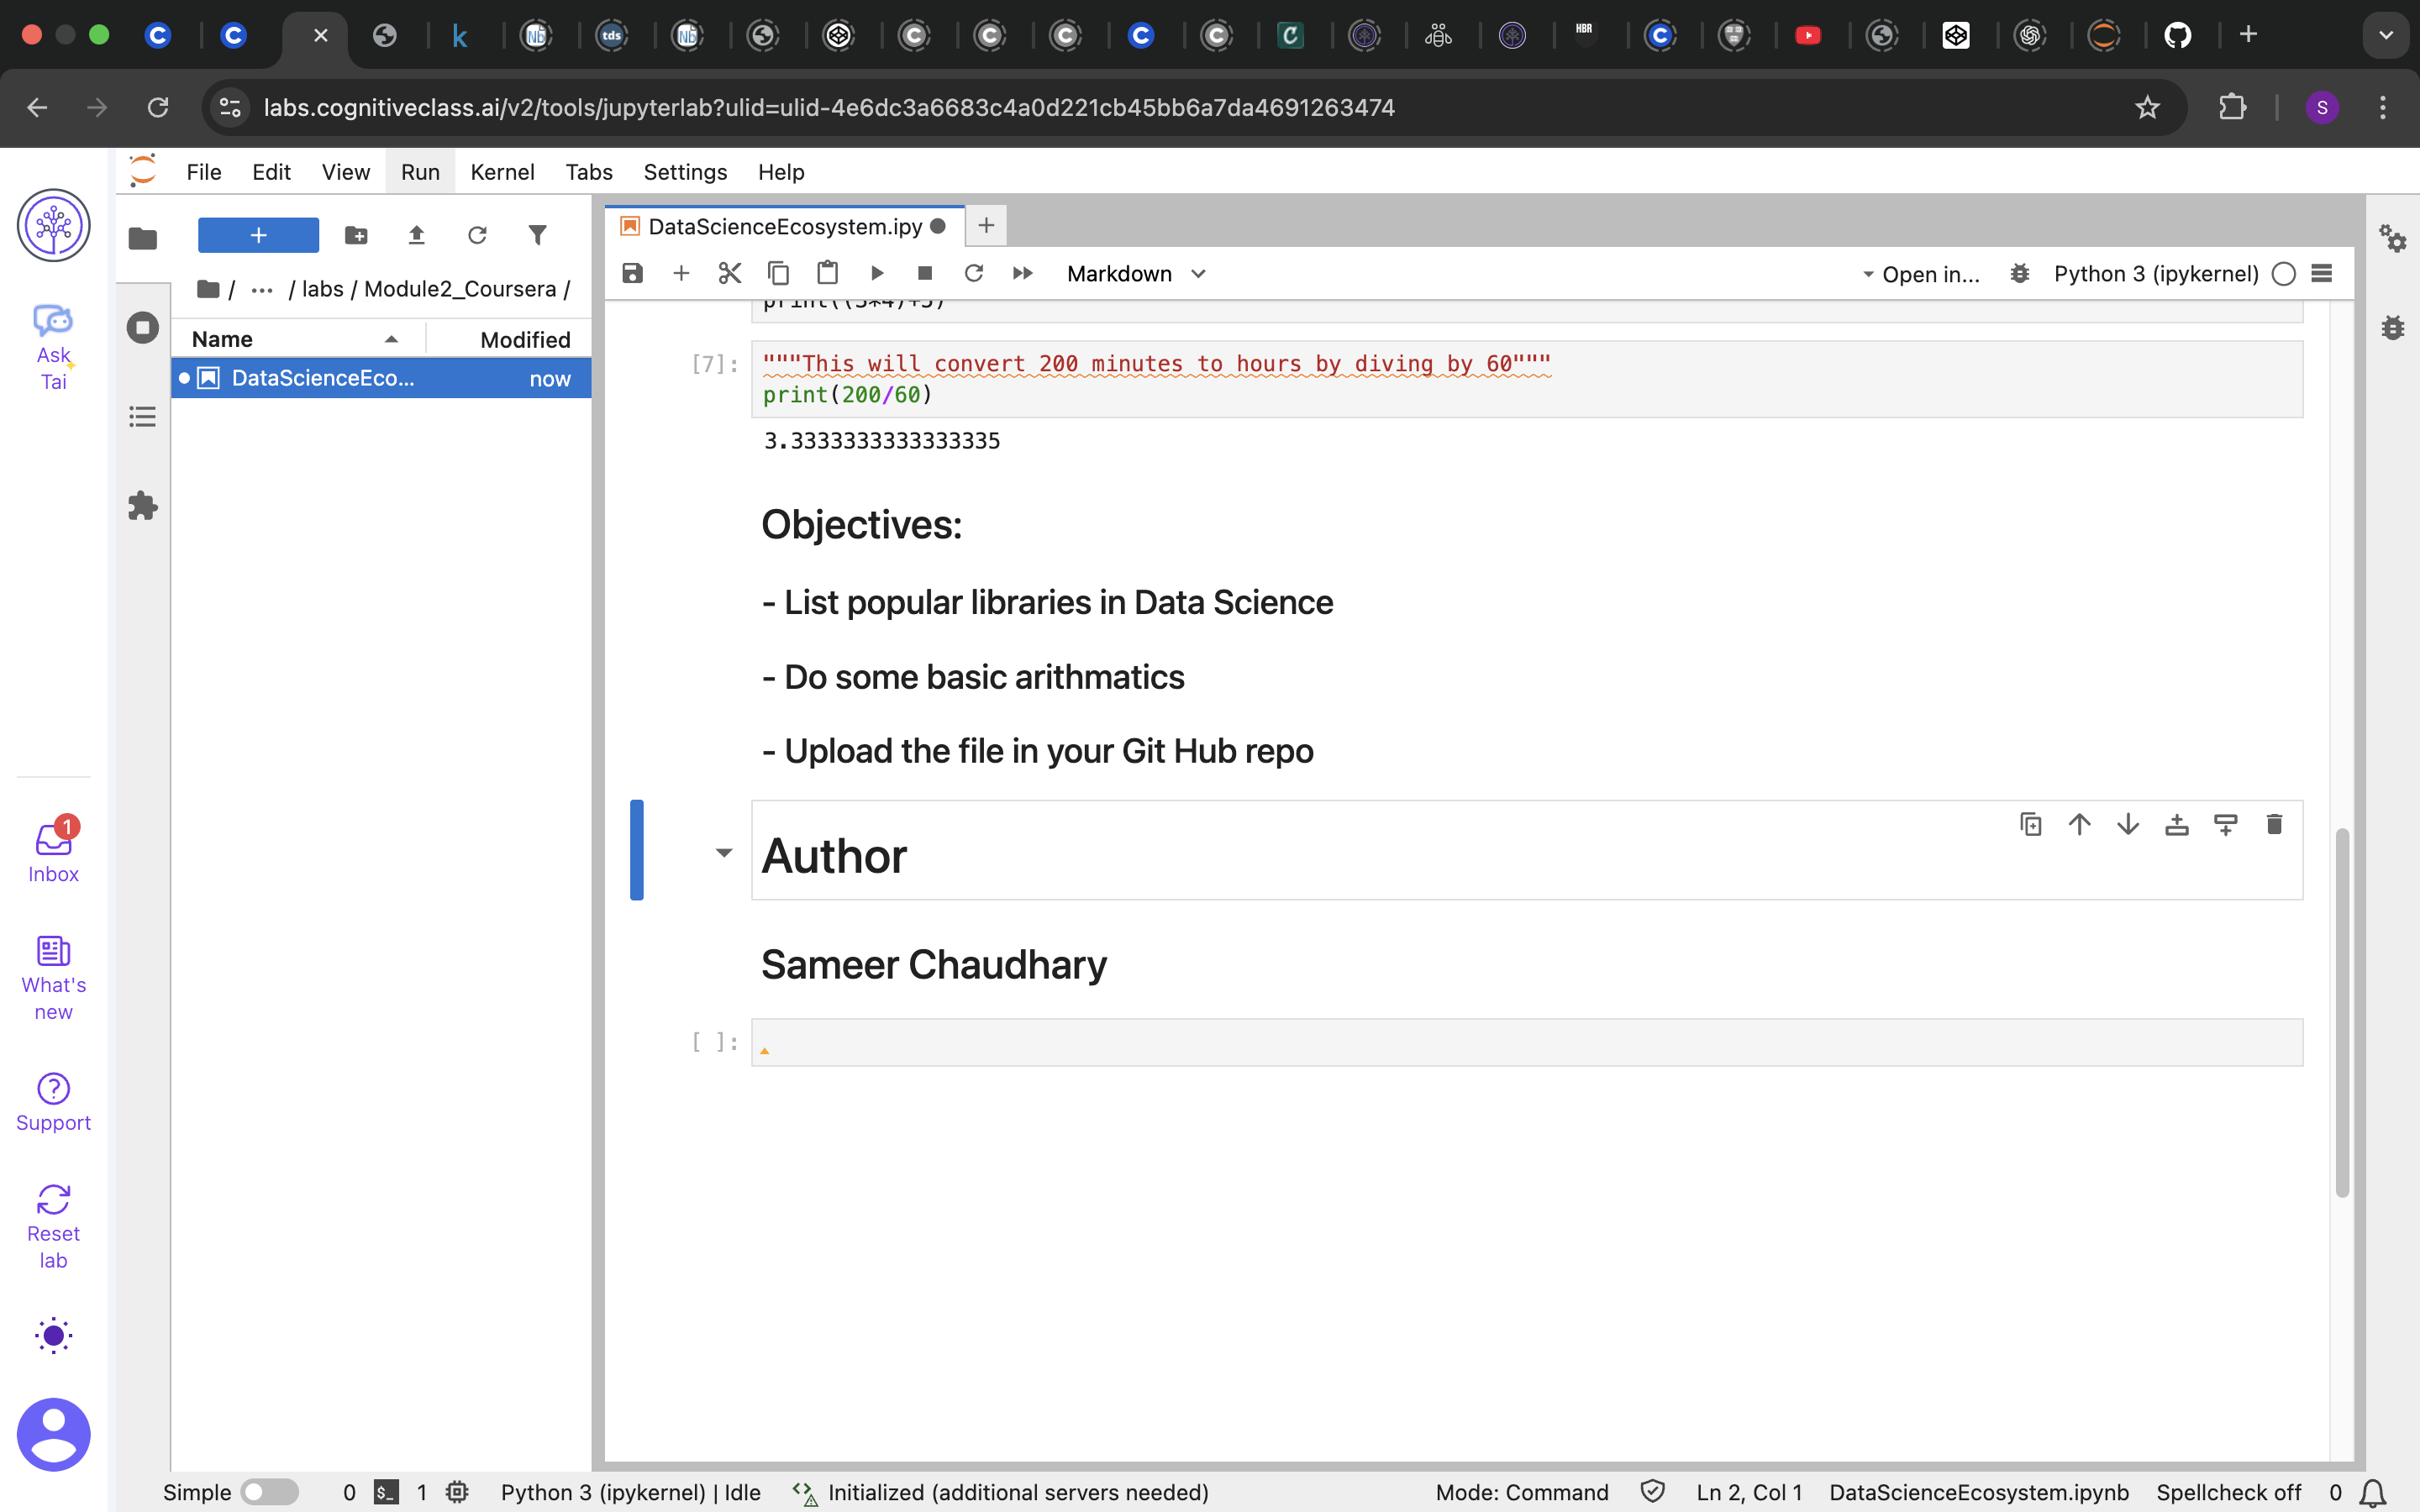 labs.cognitiveclass.ai/v2/tools/jupyterlab?ulid=ulid-4e6dc3a6683c4a0d221cb45bb6a7da4691263474
S
File Edit View Run Kernel Tabs Settings Help
Ask
Tai
/ ... / labs / Module2_Coursera /
Name Modified
DataScienceEco... now
DataScienceEcosystem.ipy
Markdown
Open in...
Python 3 (ipykernel)
[7]:
"""This will convert 200 minutes to hours by diving by 60"""
print(200/60)
3.3333333333333335
Objectives:
- List popular libraries in Data Science
- Do some basic arithmatics
- Upload the file in your Git Hub repo
Author
Sameer Chaudhary
[ ]:
1
Inbox
What's
new
Support
Reset
lab
Simple 0 1 Python 3 (ipykernel) | Idle Initialized (additional servers needed) Mode: Command Ln 2, Col 1 DataScienceEcosystem.ipynb Spellcheck off 0